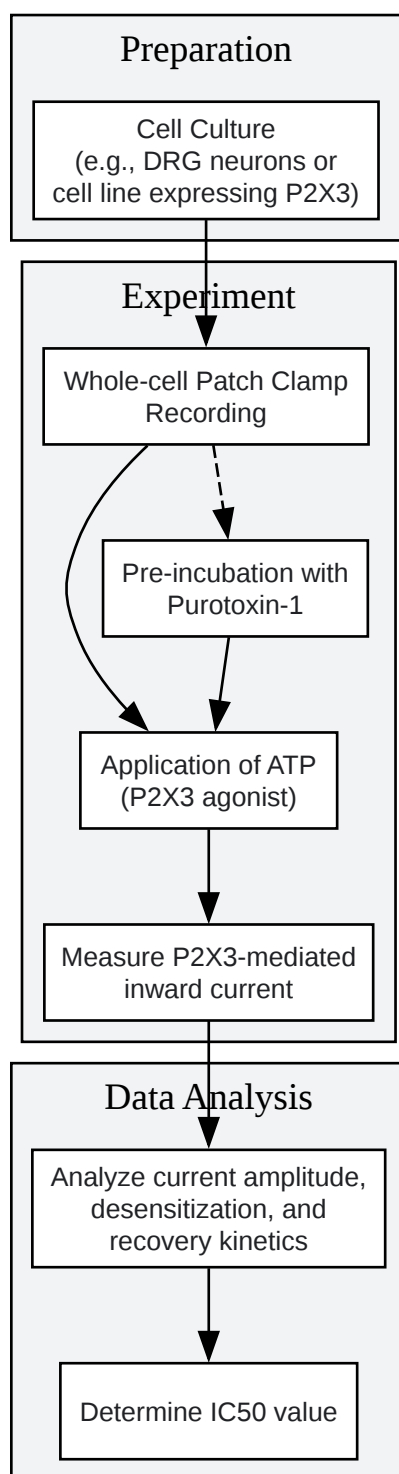 Preparation
Cell Culture
(e.g., DRG neurons or
cell line expressing P2X3)
Experiment
Whole-cell Patch Clamp
Recording
Pre-incubation with
Purotoxin-1
Application of ATP
(P2X3 agonist)
Measure P2X3-mediated
inward current
Data Analysis
Analyze current amplitude,
desensitization, and
recovery kinetics
Determine IC50 value